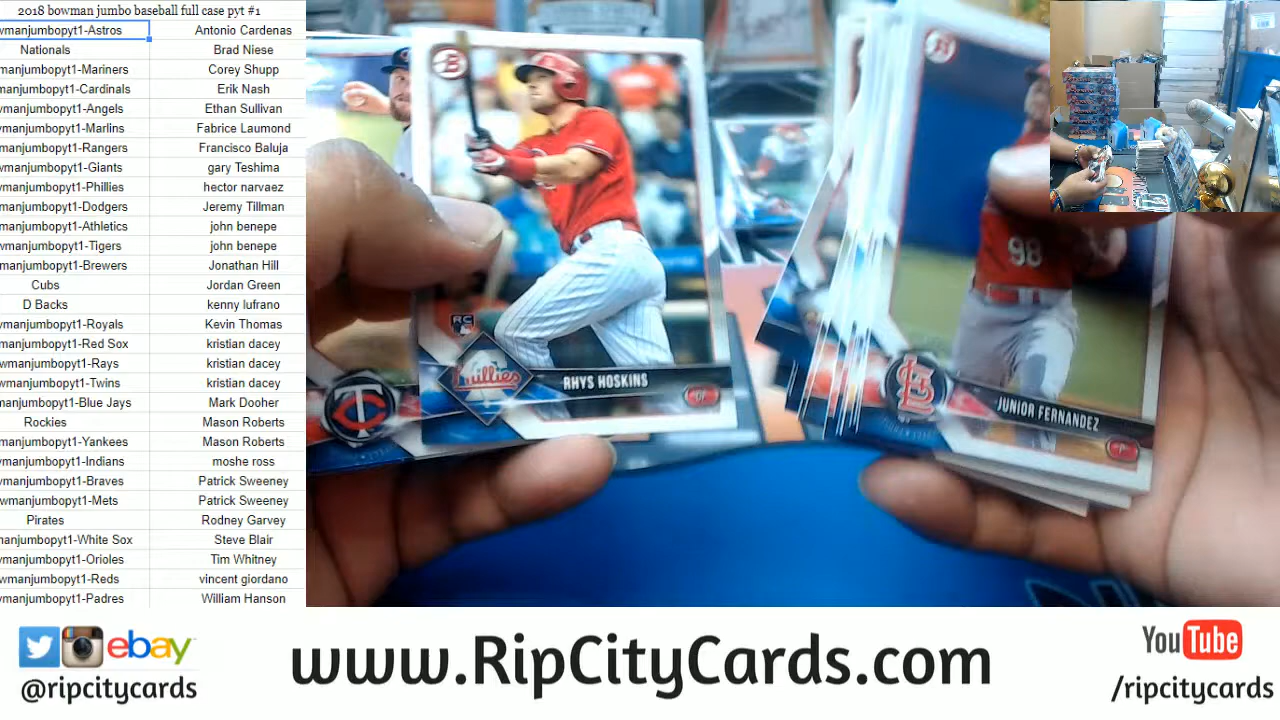 2018 bowman jumbo baseball full case pyt #1
wmanjumbopyt1-Astros Antonio Cardenas
Nationals Brad Niese
manjumbopyt1-Mariners Corey Shupp
manjumbopyt1-Cardinals Erik Nash
wmanjumbopyt1-Angels Ethan Sullivan
wmanjumbopyt1-Marlins Fabrice Laumond
manjumbopyt1-Rangers Francisco Baluja
wmanjumbopyt1-Giants gary Teshima
wmanjumbopyt1-Phillies hector narvaez
manjumbopyt1-Dodgers Jeremy Tillman
manjumbopyt1-Athletics john benepe
wmanjumbopyt1-Tigers john benepe
manjumbopyt1-Brewers Jonathan Hill
Cubs Jordan Green
D Backs kenny lufrano
wmanjumbopyt1-Royals Kevin Thomas
manjumbopyt1-Red Sox kristian dacey
owmanjumbopyt1-Rays kristian dacey
wmanjumbopyt1-Twins kristian dacey
manjumbopyt1-Blue Jays Mark Dooher
Rockies Mason Roberts
manjumbopyt1-Yankees Mason Roberts
wmanjumbopyt1-Indians moshe ross
wmanjumbopyt1-Braves Patrick Sweeney
owmanjumbopyt1-Mets Patrick Sweeney
Pirates Rodney Garvey
manjumbopyt1-White Sox Steve Blair
wmanjumbopyt1-Orioles Tim Whitney
owmanjumbopyt1-Reds vincent giordano
wmanjumbopyt1-Padres William Hanson
B
RC
Phillies
RHYS HOSKINS
OF
98
JUNIOR FERNANDEZ
P
ebay
@ripcitycards
www.RipCityCards.com
YouTube
/ripcitycards